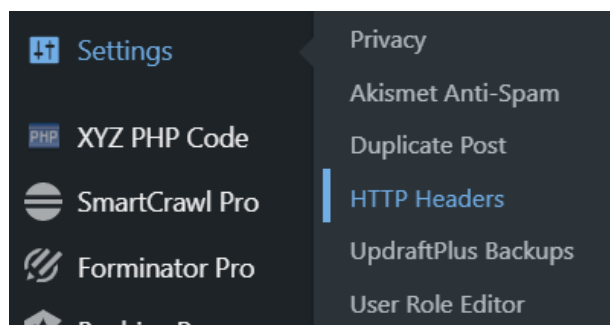 Settings
PHP XYZ PHP Code
SmartCrawl Pro
Forminator Pro
Privacy
Akismet Anti-Spam
Duplicate Post
HTTP Headers
UpdraftPlus Backups
User Role Editor